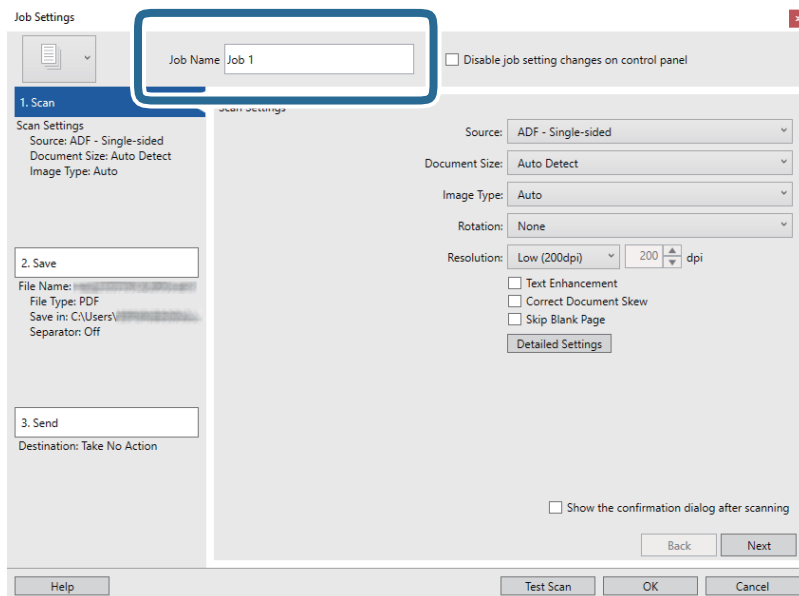 Job Settings
Job Name Job 1
Disable job setting changes on control panel
1. Scan
Scan Settings
Source: ADF - Single-sided
Document Size: Auto Detect
Image Type: Auto
2. Save
File Name:
File Type: PDF
Save in: C:\Users\
Separator: Off
3. Send
Destination: Take No Action
Scan Settings
Source: ADF - Single-sided
Document Size: Auto Detect
Image Type: Auto
Rotation: None
Resolution: Low (200dpi) 200 dpi
Text Enhancement
Correct Document Skew
Skip Blank Page
Detailed Settings
Show the confirmation dialog after scanning
Back Next
Help Test Scan OK Cancel